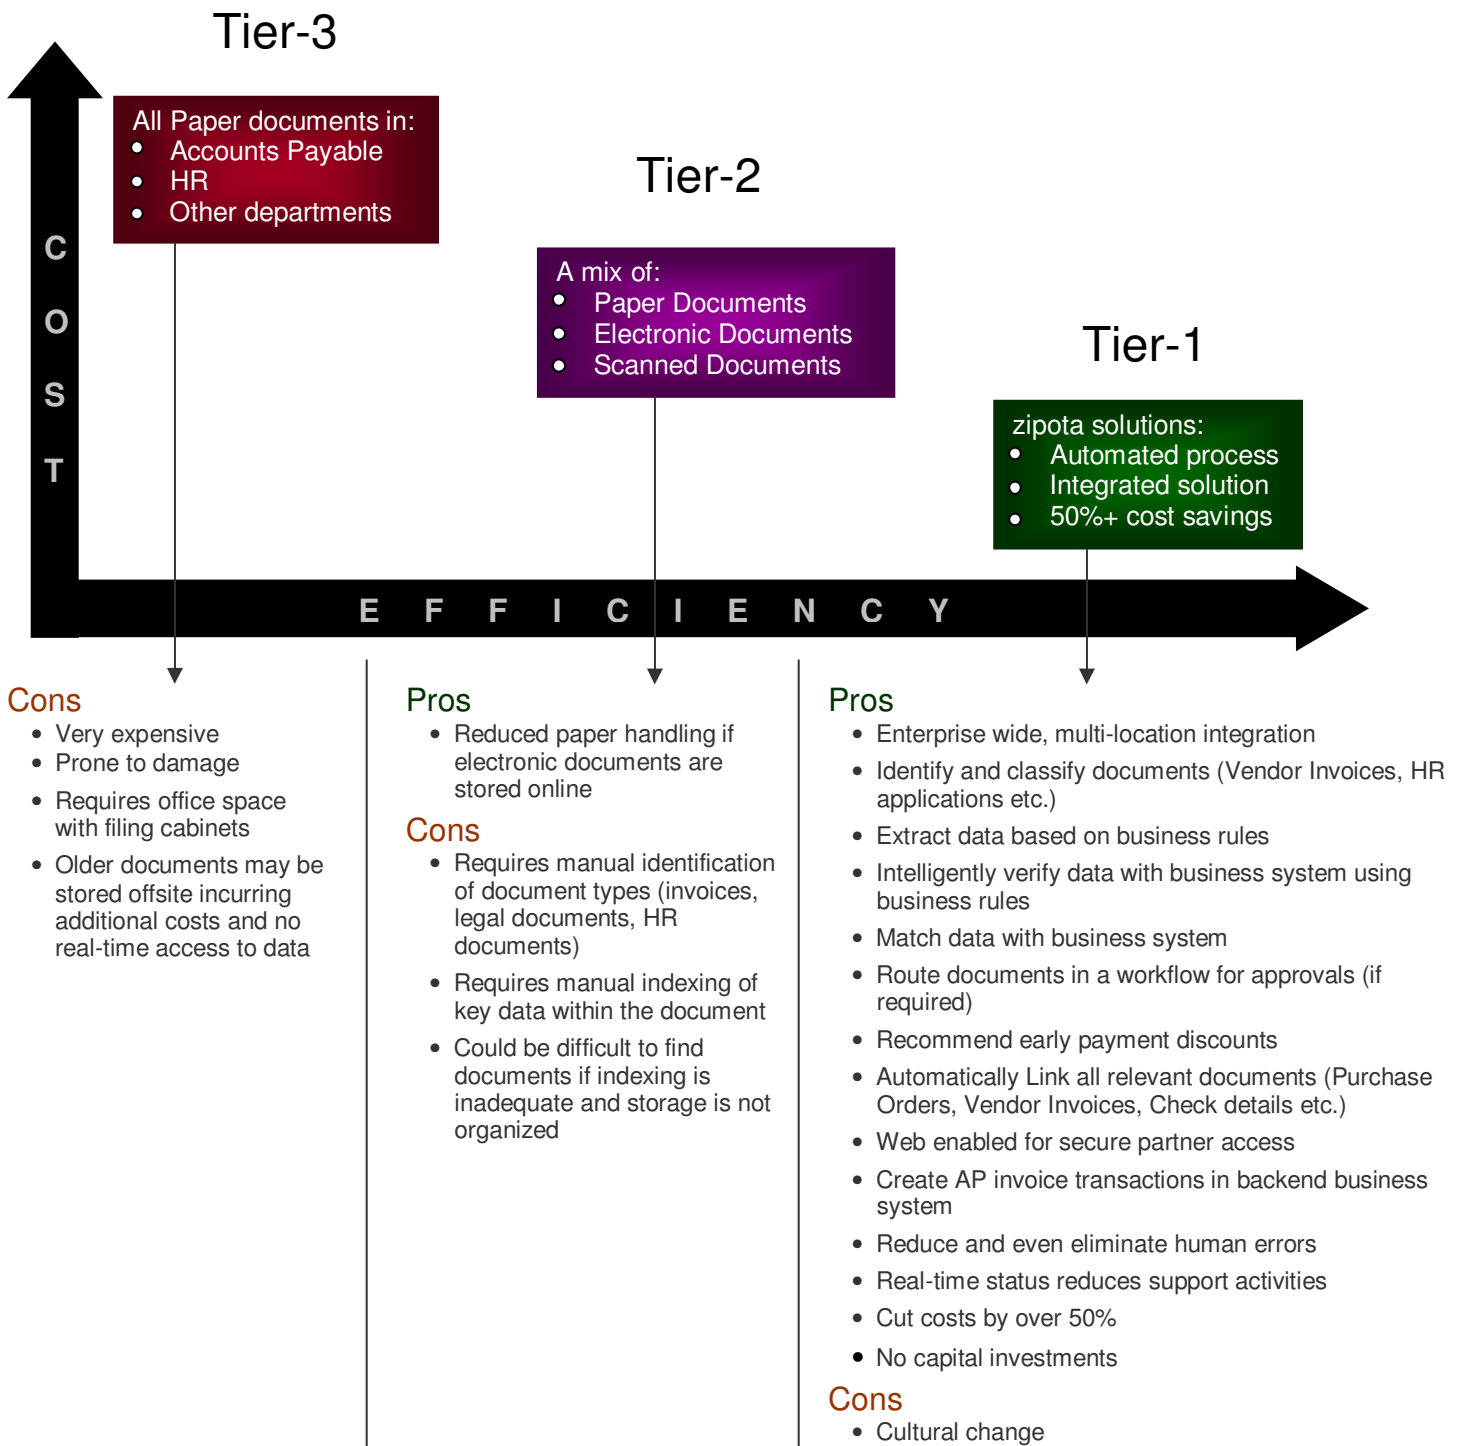 Tier-3
All Paper documents in:
• Accounts Payable
• HR
• Other departments
Tier-2
A mix of:
• Paper Documents
• Electronic Documents
• Scanned Documents
Tier-1
zipota solutions:
• Automated process
• Integrated solution
• 50%+ cost savings
C
O
S
T
E F F I C I E N C Y
Cons
• Very expensive
• Prone to damage
• Requires office space
with filing cabinets
• Older documents may be
stored offsite incurring
additional costs and no
real-time access to data
Pros
• Reduced paper handling if
electronic documents are
stored online
Cons
• Requires manual identification
of document types (invoices,
legal documents, HR
documents)
• Requires manual indexing of
key data within the document
• Could be difficult to find
documents if indexing is
inadequate and storage is not
organized
Pros
• Enterprise wide, multi-location integration
• Identify and classify documents (Vendor Invoices, HR
applications etc.)
• Extract data based on business rules
• Intelligently verify data with business system using
business rules
• Match data with business system
• Route documents in a workflow for approvals (if
required)
• Recommend early payment discounts
• Automatically Link all relevant documents (Purchase
Orders, Vendor Invoices, Check details etc.)
• Web enabled for secure partner access
• Create AP invoice transactions in backend business
system
• Reduce and even eliminate human errors
• Real-time status reduces support activities
• Cut costs by over 50%
• No capital investments
Cons
• Cultural change